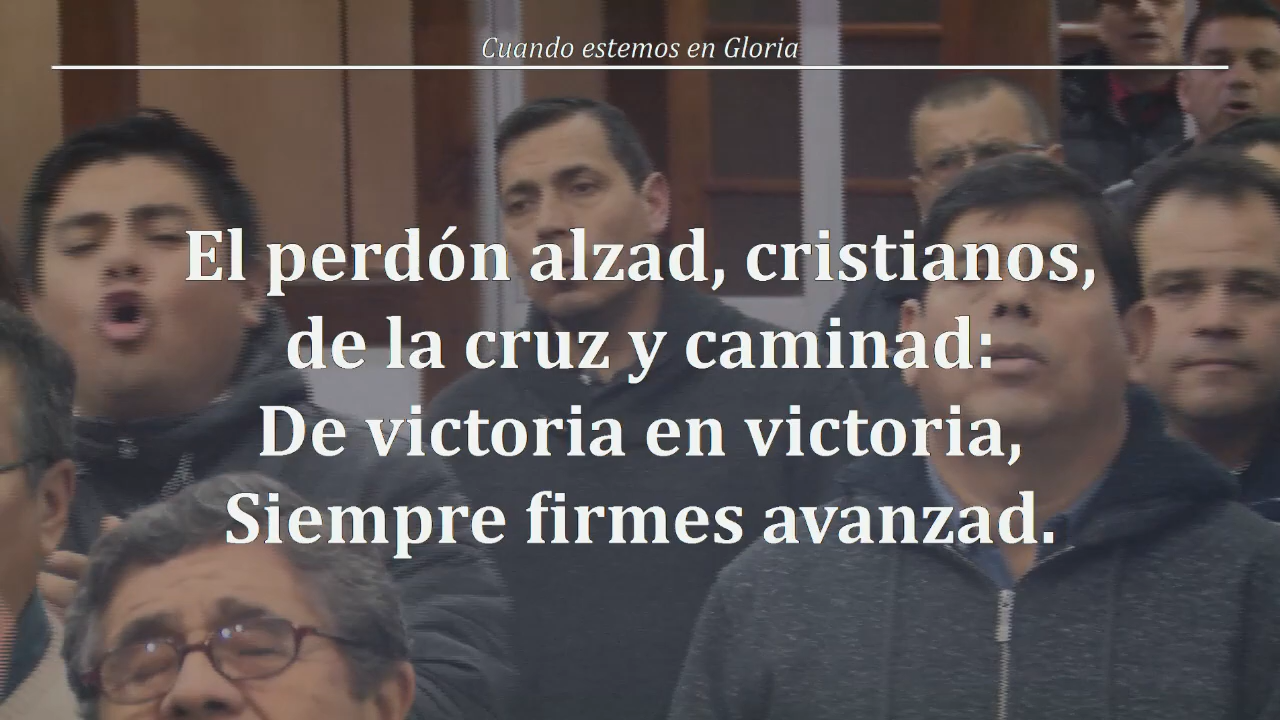 Cuando estemos en Gloria
El perdón alzad, cristianos,
de la cruz y caminad:
De victoria en victoria,
Siempre firmes avanzad.